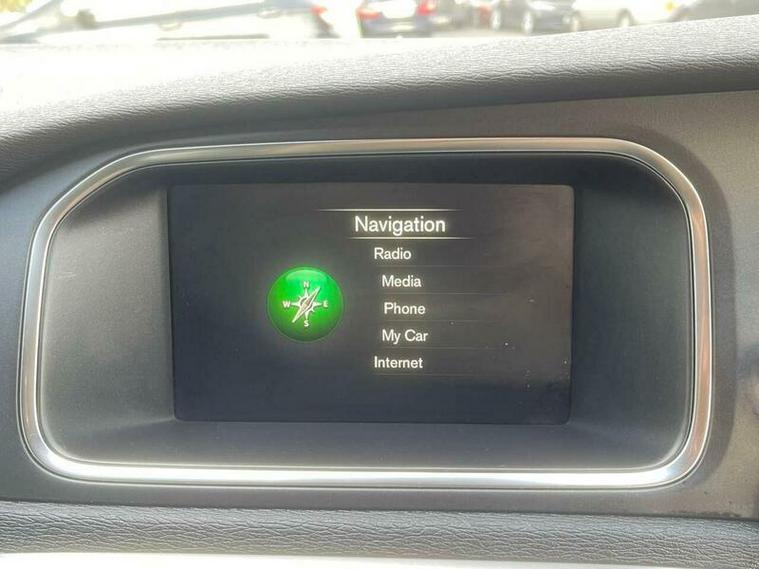 Navigation
Radio
Media
N
W E
S
Phone
My Car
Internet